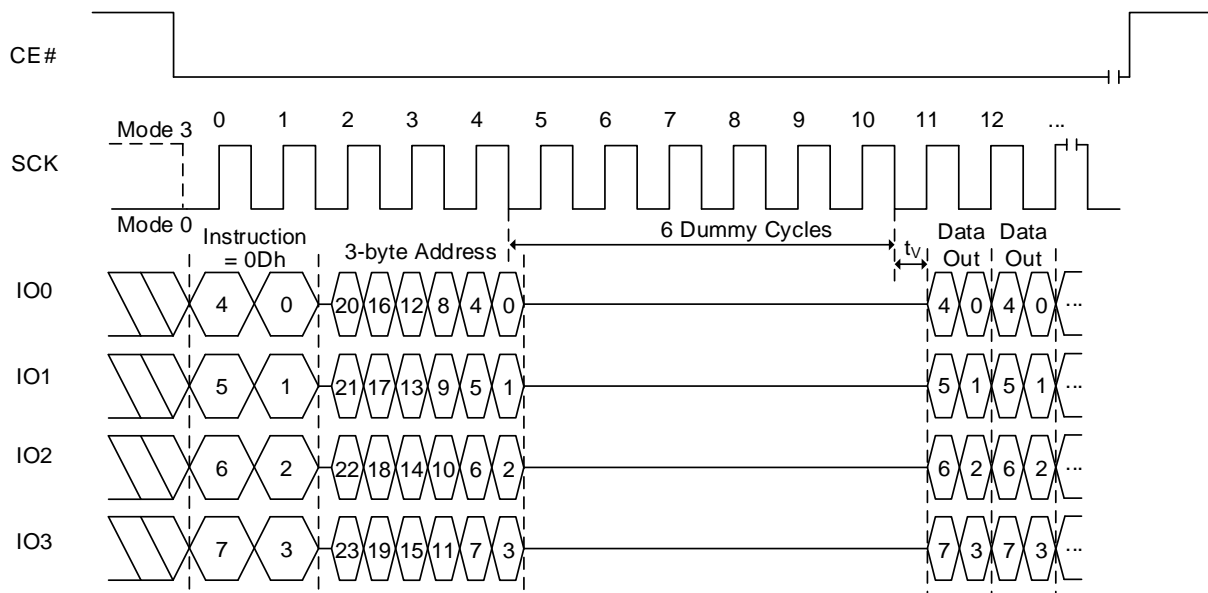 CE#
0 1 2 3 4 5 6 7 8 9 10 11 12 ...
Mode 3
SCK
Mode 0
Instruction
= 0Dh
3-byte Address
6 Dummy Cycles
tV
Data
Out
Data
Out
IO0
4 0 20 16 12 8 4 0 4 0 4 0 ...
IO1
5 1 21 17 13 9 5 1 5 1 5 1 ...
IO2
6 2 22 18 14 10 6 2 6 2 6 2 ...
IO3
7 3 23 19 15 11 7 3 7 3 7 3 ...